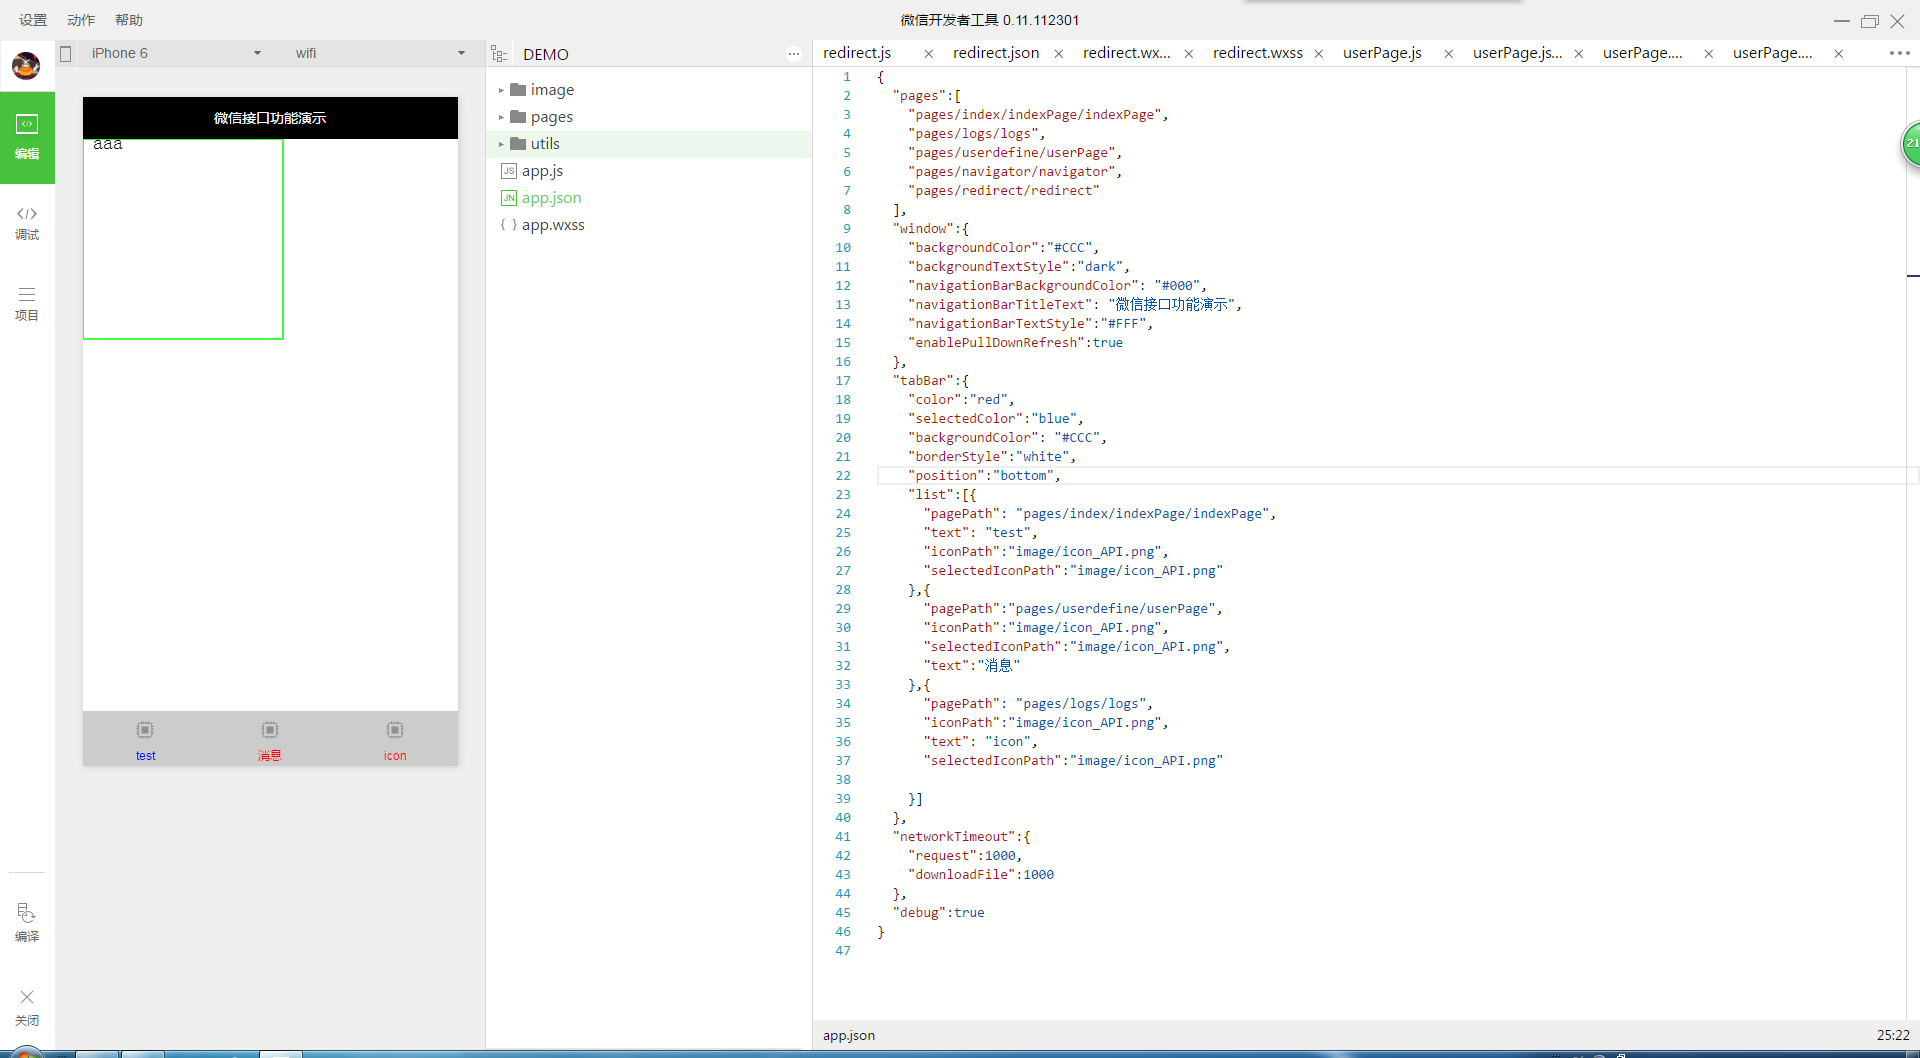 设置 动作 帮助
微信开发者工具 0.11.112301
iPhone 6
wifi
编辑
调试
项目
编译
关闭
微信接口功能演示
aaa
test
消息
icon
DEMO
image
pages
utils
JS app.js
JN app.json
{ } app.wxss
redirect.js redirect.json redirect.wx... redirect.wxss userPage.js userPage.js... userPage.... userPage....
21
1 {
2 "pages":[
3 "pages/index/indexPage/indexPage",
4 "pages/logs/logs",
5 "pages/userdefine/userPage",
6 "pages/navigator/navigator",
7 "pages/redirect/redirect"
8 ],
9 "window":{
10 "backgroundColor":"#CCC",
11 "backgroundTextStyle":"dark",
12 "navigationBarBackgroundColor": "#000",
13 "navigationBarTitleText": "微信接口功能演示",
14 "navigationBarTextStyle":"#FFF",
15 "enablePullDownRefresh":true
16 },
17 "tabBar":{
18 "color":"red",
19 "selectedColor":"blue",
20 "backgroundColor": "#CCC",
21 "borderStyle":"white",
22 "position":"bottom",
23 "list":[{
24 "pagePath": "pages/index/indexPage/indexPage",
25 "text": "test",
26 "iconPath":"image/icon_API.png",
27 "selectedIconPath":"image/icon_API.png"
28 },{
29 "pagePath":"pages/userdefine/userPage",
30 "iconPath":"image/icon_API.png",
31 "selectedIconPath":"image/icon_API.png",
32 "text":"消息"
33 },{
34 "pagePath": "pages/logs/logs",
35 "iconPath":"image/icon_API.png",
36 "text": "icon",
37 "selectedIconPath":"image/icon_API.png"
38
39 }]
40 },
41 "networkTimeout":{
42 "request":1000,
43 "downloadFile":1000
44 },
45 "debug":true
46 }
47
app.json
25:22